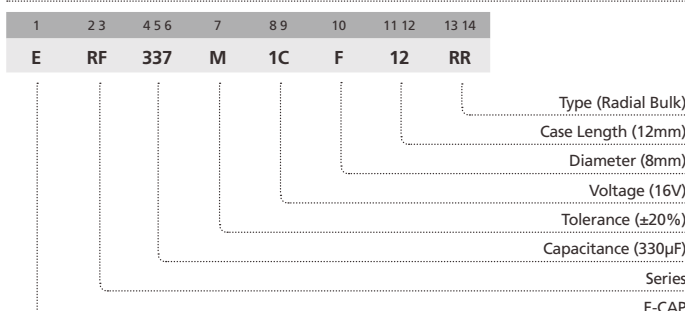 1 2 3 4 5 6 7 8 9 10 11 12 13 14
E RF 337 M 1C F 12 RR
Type (Radial Bulk)
Case Length (12mm)
Diameter (8mm)
Voltage (16V)
Tolerance (±20%)
Capacitance (330µF)
Series
E-CAP